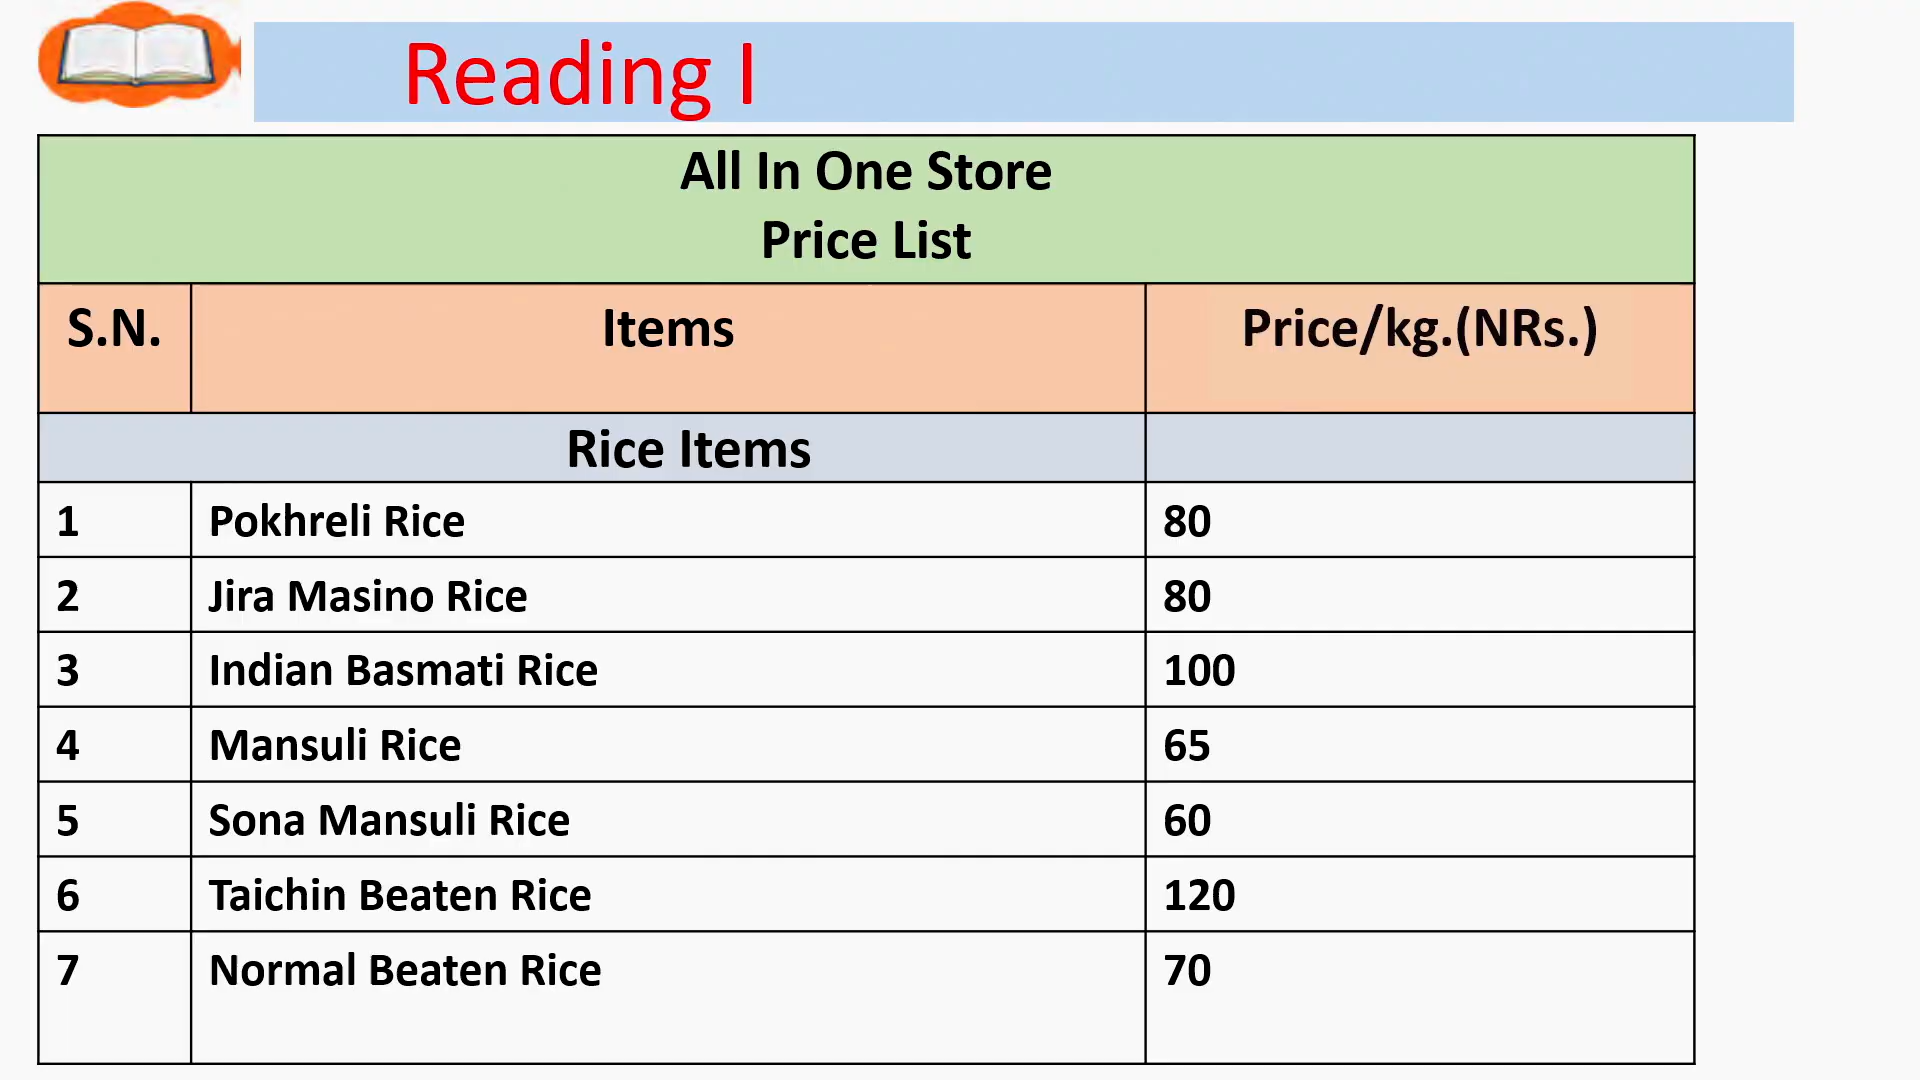 Reading I
All In One Store
Price List
S.N. Items Price/kg.(NRs.)
Rice Items
1 Pokhreli Rice 80
2 Jira Masino Rice 80
3 Indian Basmati Rice 100
4 Mansuli Rice 65
5 Sona Mansuli Rice 60
6 Taichin Beaten Rice 120
7 Normal Beaten Rice 70